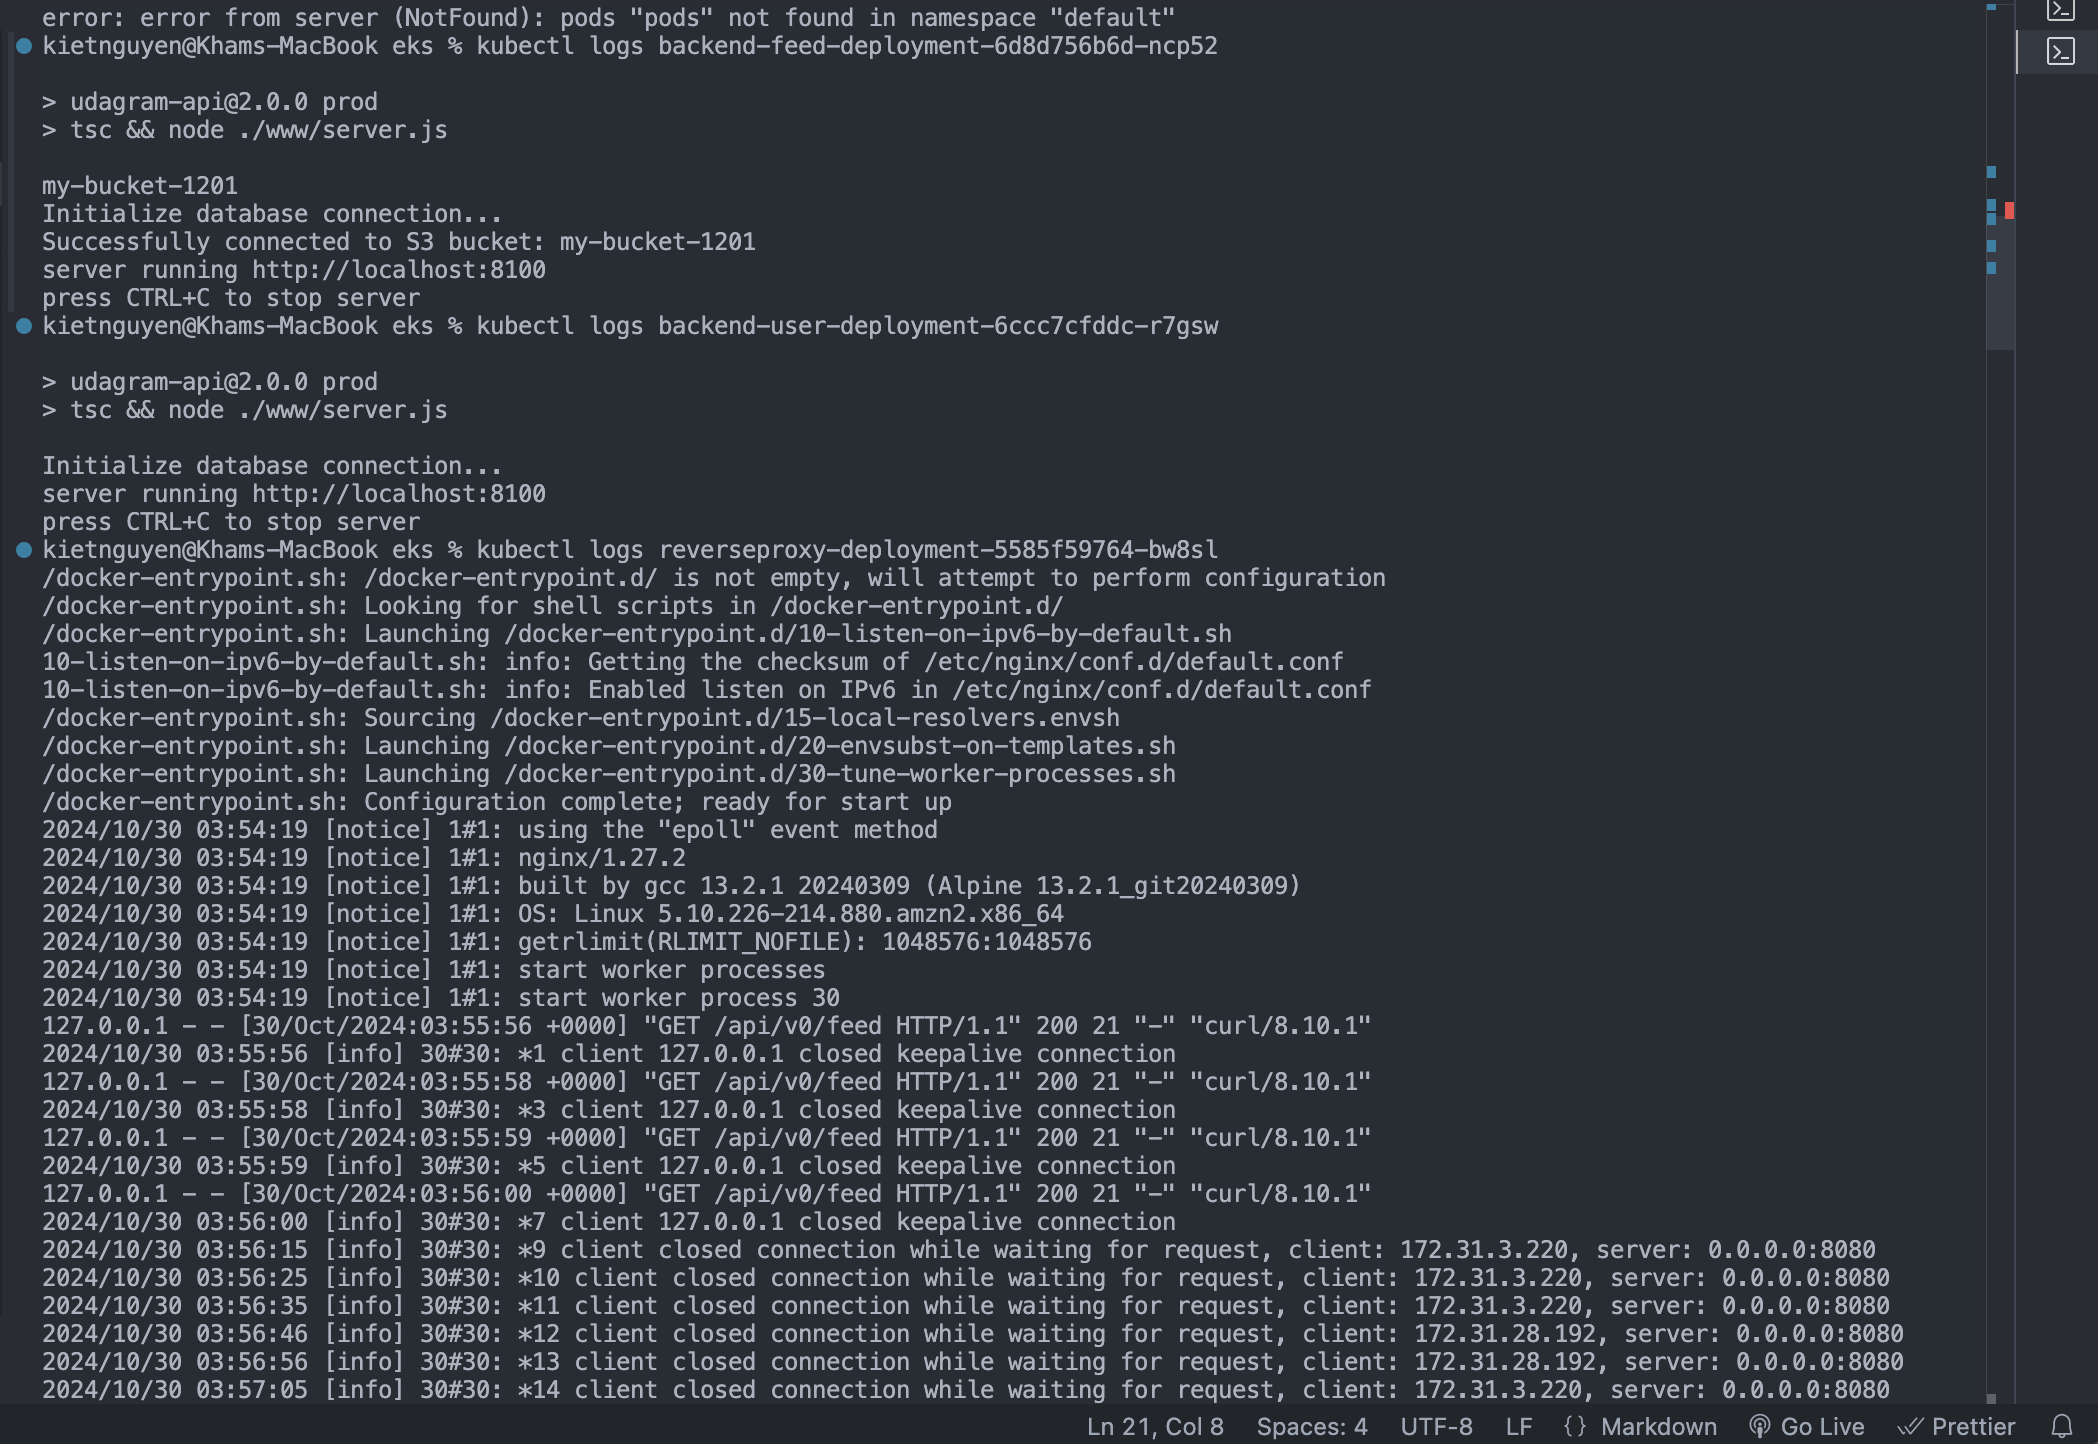 error: error from server (NotFound): pods "pods" not found in namespace "default"
kietnguyen@Khams-MacBook eks % kubectl logs backend-feed-deployment-6d8d756b6d-ncp52
> udagram-api@2.0.0 prod
> tsc && node ./www/server.js
my-bucket-1201
Initialize database connection...
Successfully connected to S3 bucket: my-bucket-1201
server running http://localhost:8100
press CTRL+C to stop server
kietnguyen@Khams-MacBook eks % kubectl logs backend-user-deployment-6ccc7cfddc-r7gsw
> udagram-api@2.0.0 prod
> tsc && node ./www/server.js
Initialize database connection...
server running http://localhost:8100
press CTRL+C to stop server
kietnguyen@Khams-MacBook eks % kubectl logs reverseproxy-deployment-5585f59764-bw8sl
/docker-entrypoint.sh: /docker-entrypoint.d/ is not empty, will attempt to perform configuration
/docker-entrypoint.sh: Looking for shell scripts in /docker-entrypoint.d/
/docker-entrypoint.sh: Launching /docker-entrypoint.d/10-listen-on-ipv6-by-default.sh
10-listen-on-ipv6-by-default.sh: info: Getting the checksum of /etc/nginx/conf.d/default.conf
10-listen-on-ipv6-by-default.sh: info: Enabled listen on IPv6 in /etc/nginx/conf.d/default.conf
/docker-entrypoint.sh: Sourcing /docker-entrypoint.d/15-local-resolvers.envsh
/docker-entrypoint.sh: Launching /docker-entrypoint.d/20-envsubst-on-templates.sh
/docker-entrypoint.sh: Launching /docker-entrypoint.d/30-tune-worker-processes.sh
/docker-entrypoint.sh: Configuration complete; ready for start up
2024/10/30 03:54:19 [notice] 1#1: using the "epoll" event method
2024/10/30 03:54:19 [notice] 1#1: nginx/1.27.2
2024/10/30 03:54:19 [notice] 1#1: built by gcc 13.2.1 20240309 (Alpine 13.2.1_git20240309)
2024/10/30 03:54:19 [notice] 1#1: OS: Linux 5.10.226-214.880.amzn2.x86_64
2024/10/30 03:54:19 [notice] 1#1: getrlimit(RLIMIT_NOFILE): 1048576:1048576
2024/10/30 03:54:19 [notice] 1#1: start worker processes
2024/10/30 03:54:19 [notice] 1#1: start worker process 30
127.0.0.1 - - [30/Oct/2024:03:55:56 +0000] "GET /api/v0/feed HTTP/1.1" 200 21 "-" "curl/8.10.1"
2024/10/30 03:55:56 [info] 30#30: *1 client 127.0.0.1 closed keepalive connection
127.0.0.1 - - [30/Oct/2024:03:55:58 +0000] "GET /api/v0/feed HTTP/1.1" 200 21 "-" "curl/8.10.1"
2024/10/30 03:55:58 [info] 30#30: *3 client 127.0.0.1 closed keepalive connection
127.0.0.1 - - [30/Oct/2024:03:55:59 +0000] "GET /api/v0/feed HTTP/1.1" 200 21 "-" "curl/8.10.1"
2024/10/30 03:55:59 [info] 30#30: *5 client 127.0.0.1 closed keepalive connection
127.0.0.1 - - [30/Oct/2024:03:56:00 +0000] "GET /api/v0/feed HTTP/1.1" 200 21 "-" "curl/8.10.1"
2024/10/30 03:56:00 [info] 30#30: *7 client 127.0.0.1 closed keepalive connection
2024/10/30 03:56:15 [info] 30#30: *9 client closed connection while waiting for request, client: 172.31.3.220, server: 0.0.0.0:8080
2024/10/30 03:56:25 [info] 30#30: *10 client closed connection while waiting for request, client: 172.31.3.220, server: 0.0.0.0:8080
2024/10/30 03:56:35 [info] 30#30: *11 client closed connection while waiting for request, client: 172.31.3.220, server: 0.0.0.0:8080
2024/10/30 03:56:46 [info] 30#30: *12 client closed connection while waiting for request, client: 172.31.28.192, server: 0.0.0.0:8080
2024/10/30 03:56:56 [info] 30#30: *13 client closed connection while waiting for request, client: 172.31.28.192, server: 0.0.0.0:8080
2024/10/30 03:57:05 [info] 30#30: *14 client closed connection while waiting for request, client: 172.31.3.220, server: 0.0.0.0:8080
Ln 21, Col 8 Spaces: 4 UTF-8 LF {} Markdown Go Live Prettier